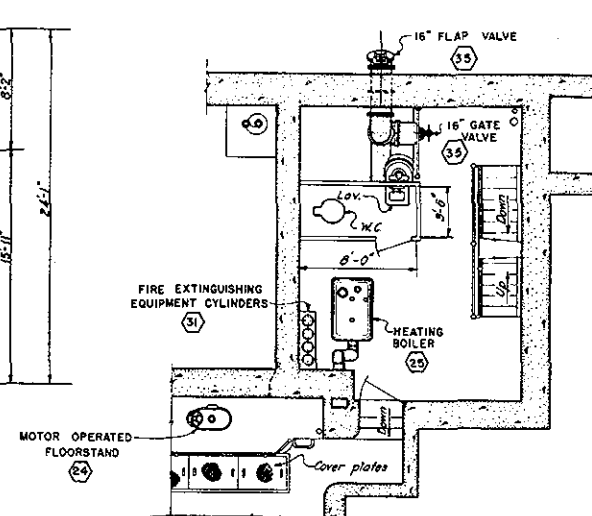 16" FLAP VALVE
35
8'-2"
16" GATE
VALVE
35
24'-1"
Lav.
W.C
3'-6"
Down
15'-11"
8'-0"
Up
FIRE EXTINGUISHING
EQUIPMENT CYLINDERS
31
HEATING
BOILER
25
Down
MOTOR OPERATED
FLOORSTAND
24
Cover plates